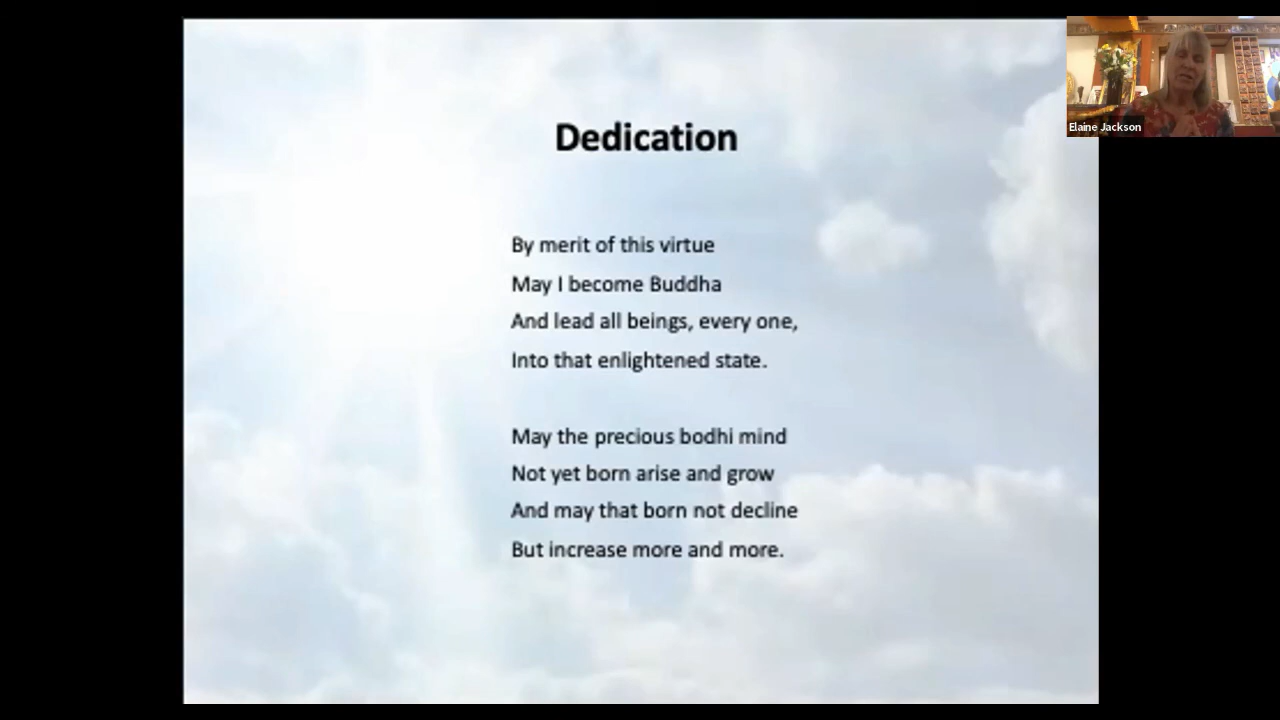 Dedication
By merit of this virtue
May I become Buddha
And lead all beings, every one,
Into that enlightened state.
May the precious bodhi mind
Not yet born arise and grow
And may that born not decline
But increase more and more.
Elaine Jackson